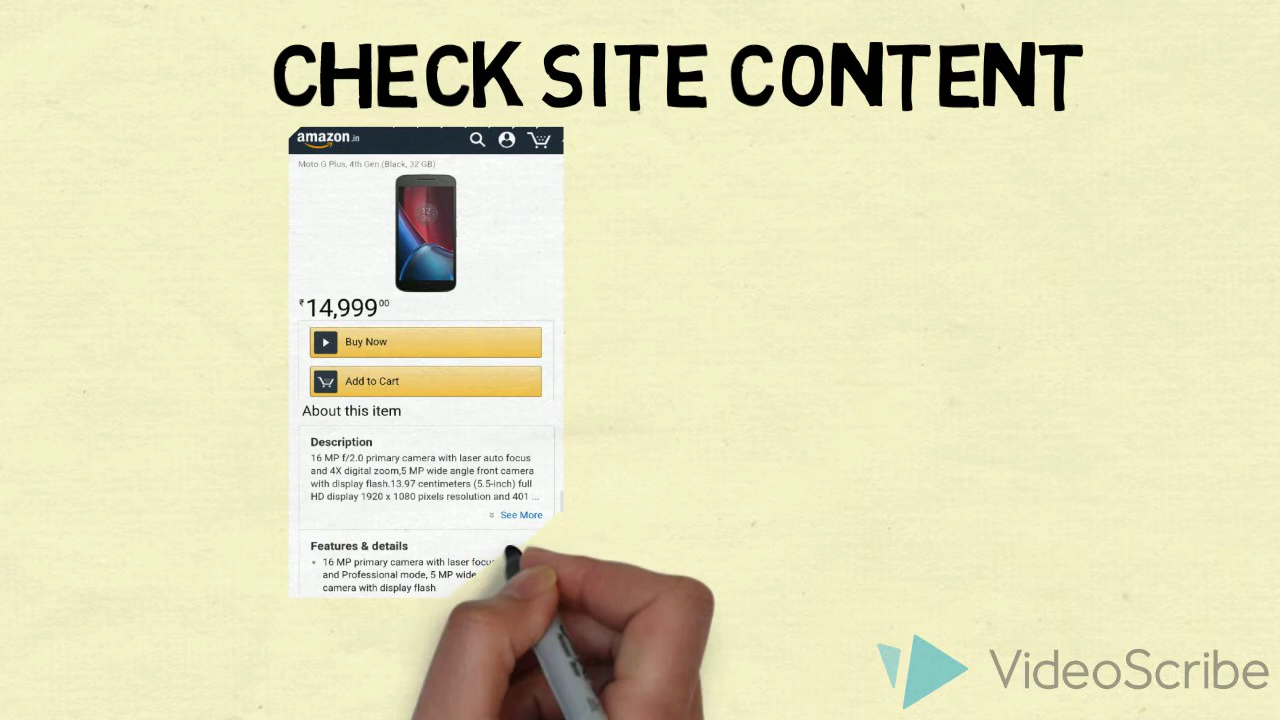 CHECK SITE CONTENT
amazon.in
Moto G Plus, 4th Gen (Black, 32 GB)
₹14,99900
Buy Now
Add to Cart
About this item
Description
16 MP f/2.0 primary camera with laser auto focus
and 4X digital zoom,5 MP wide angle front camera
with display flash.13.97 centimeters (5.5-inch) full
HD display 1920 x 1080 pixels resolution and 401 ...
See More
Features & details
• 16 MP primary camera with laser focus
and Professional mode, 5 MP wide
camera with display flash
VideoScribe